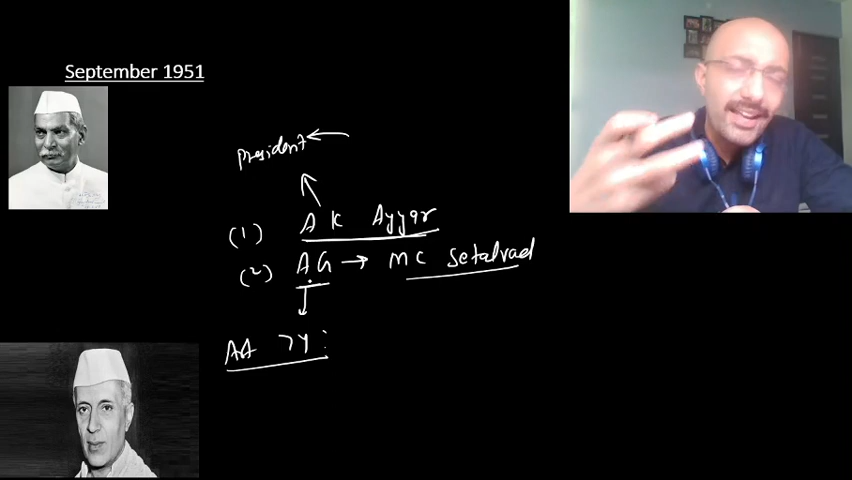 September 1951
president
(1) A K Ayyar
(2) AG → MC Setalvad
AA 74: